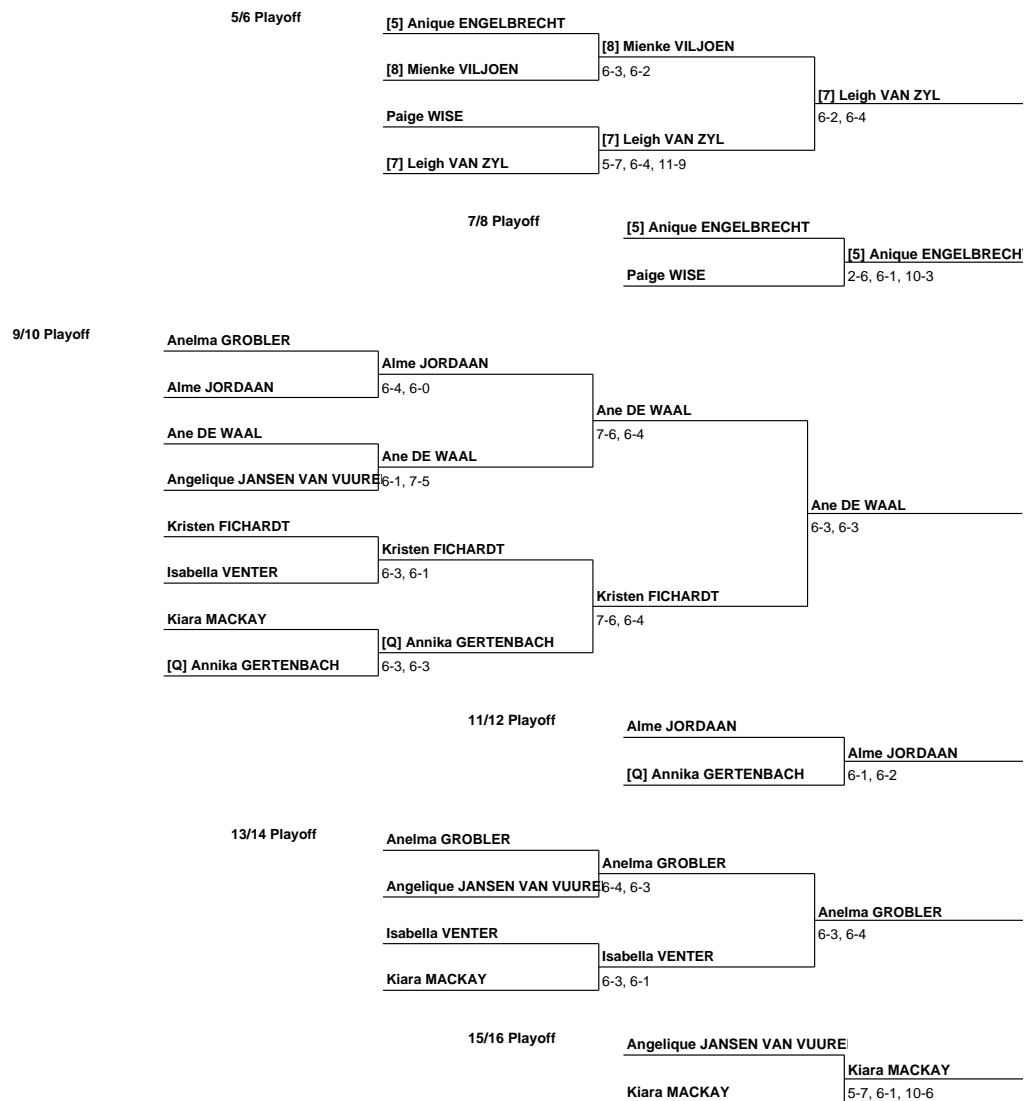 5/6 Playoff
[5] Anique ENGELBRECHT
[8] Mienke VILJOEN
[8] Mienke VILJOEN
6-3, 6-2
[7] Leigh VAN ZYL
6-2, 6-4
Paige WISE
[7] Leigh VAN ZYL
[7] Leigh VAN ZYL
5-7, 6-4, 11-9
7/8 Playoff
[5] Anique ENGELBRECHT
[5] Anique ENGELBRECHT
Paige WISE
2-6, 6-1, 10-3
9/10 Playoff
Anelma GROBLER
Alme JORDAAN
Alme JORDAAN
6-4, 6-0
Ane DE WAAL
7-6, 6-4
Ane DE WAAL
Ane DE WAAL
Angelique JANSEN VAN VUURE
6-1, 7-5
Ane DE WAAL
6-3, 6-3
Kristen FICHARDT
Kristen FICHARDT
Isabella VENTER
6-3, 6-1
Kristen FICHARDT
7-6, 6-4
Kiara MACKAY
[Q] Annika GERTENBACH
[Q] Annika GERTENBACH
6-3, 6-3
11/12 Playoff
Alme JORDAAN
Alme JORDAAN
[Q] Annika GERTENBACH
6-1, 6-2
13/14 Playoff
Anelma GROBLER
Anelma GROBLER
Angelique JANSEN VAN VUURE
6-4, 6-3
Anelma GROBLER
6-3, 6-4
Isabella VENTER
Isabella VENTER
Kiara MACKAY
6-3, 6-1
15/16 Playoff
Angelique JANSEN VAN VUURE
Kiara MACKAY
Kiara MACKAY
5-7, 6-1, 10-6